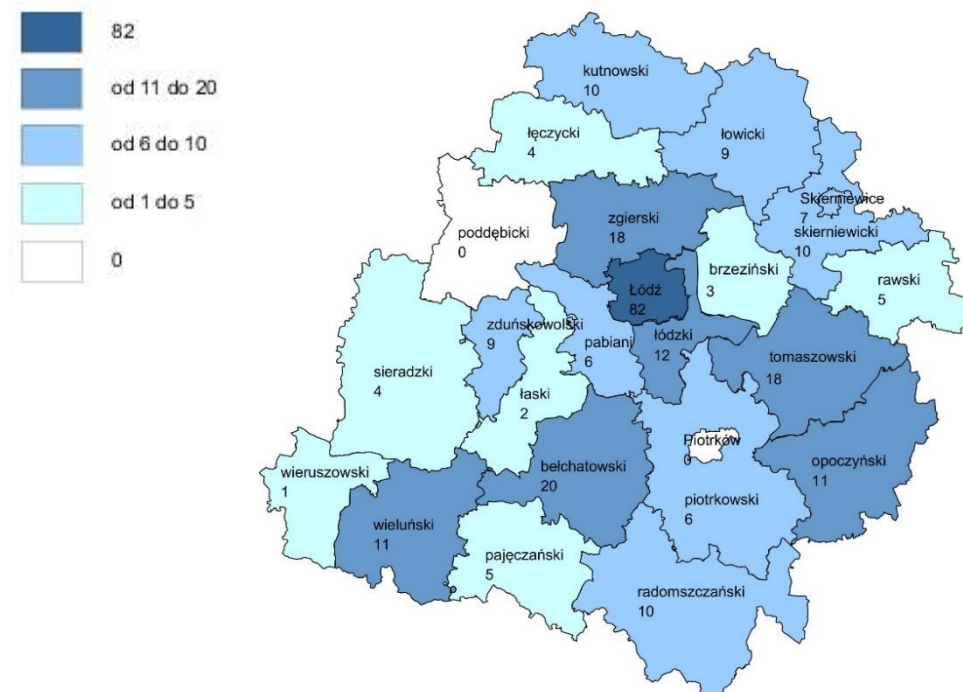 82
od 11 do 20
od 6 do 10
od 1 do 5
0
kutnowski
10
łęczycki
4
łowicki
9
Skierniewice
7
zgierski
18
skierniewicki
10
poddębicki
0
brzeziński
3
rawski
5
Łódź
82
zduńskowolski
9
pabiani
6
łódzki
12
tomaszowski
18
sieradzki
4
łaski
2
Piotrków
0
opoczyński
11
wieruszowski
1
bełchatowski
20
piotrkowski
6
wieluński
11
pajęczański
5
radomszczański
10